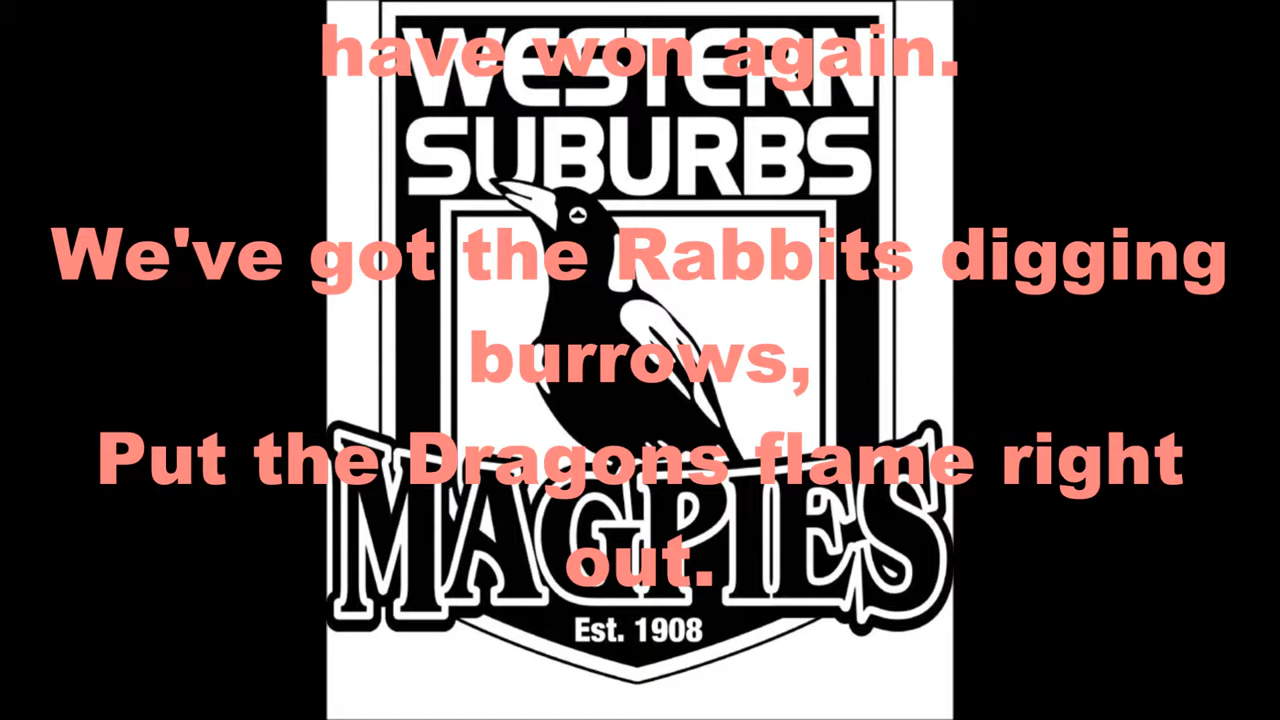 have won again.
WESTERN
SUBURBS
We've got the Rabbits digging
burrows,
Put the Dragons flame right
out.
MAGPIES
Est. 1908